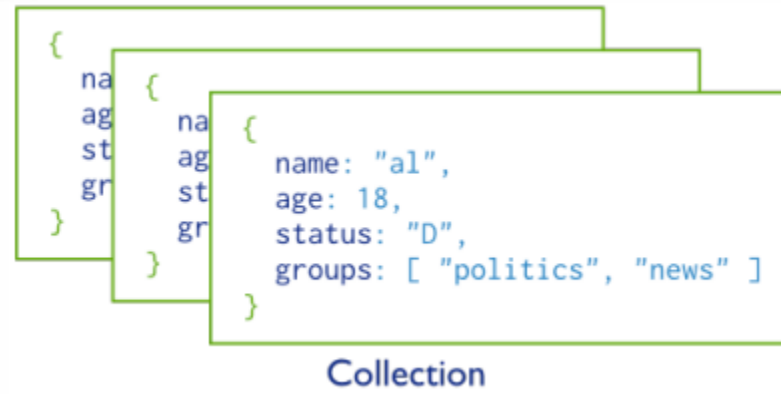 {
na
ag
st
gr
}
{
na
ag
st
gr
}
{
name: "al",
age: 18,
status: "D",
groups: [ "politics", "news" ]
}
Collection